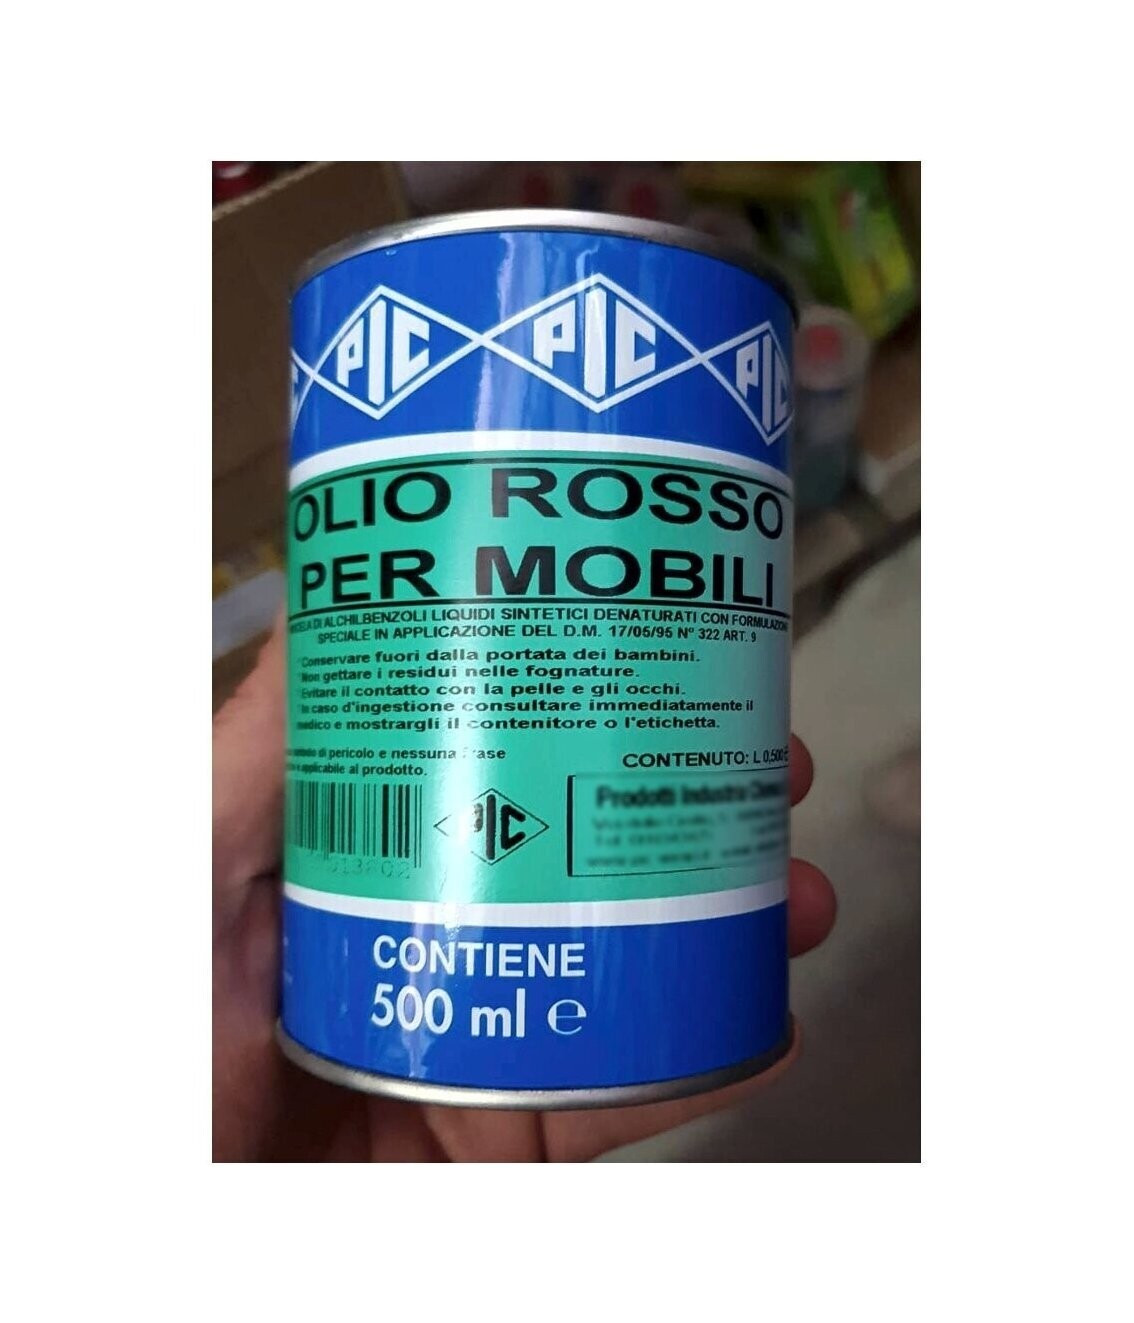 PIC PIC PIC
OLIO ROSSO
PER MOBILI
DI ALCHILBENZOLI LIQUIDI SINTETICI DENATURATI CON FORMULAZIONE
SPECIALE IN APPLICAZIONE DEL D.M. 17/05/95 N° 322 ART. 9
*Conservare fuori dalla portata dei bambini.
*Non gettare i residui nelle fognature.
*Evitare il contatto con la pelle e gli occhi.
*In caso d'ingestione consultare immediatamente il
medico e mostrargli il contenitore o l'etichetta.
di pericolo e nessuna frase
è applicabile al prodotto.
CONTENUTO: L 0,500 e
PIC
Prodotti Industria
CONTIENE
500 ml e